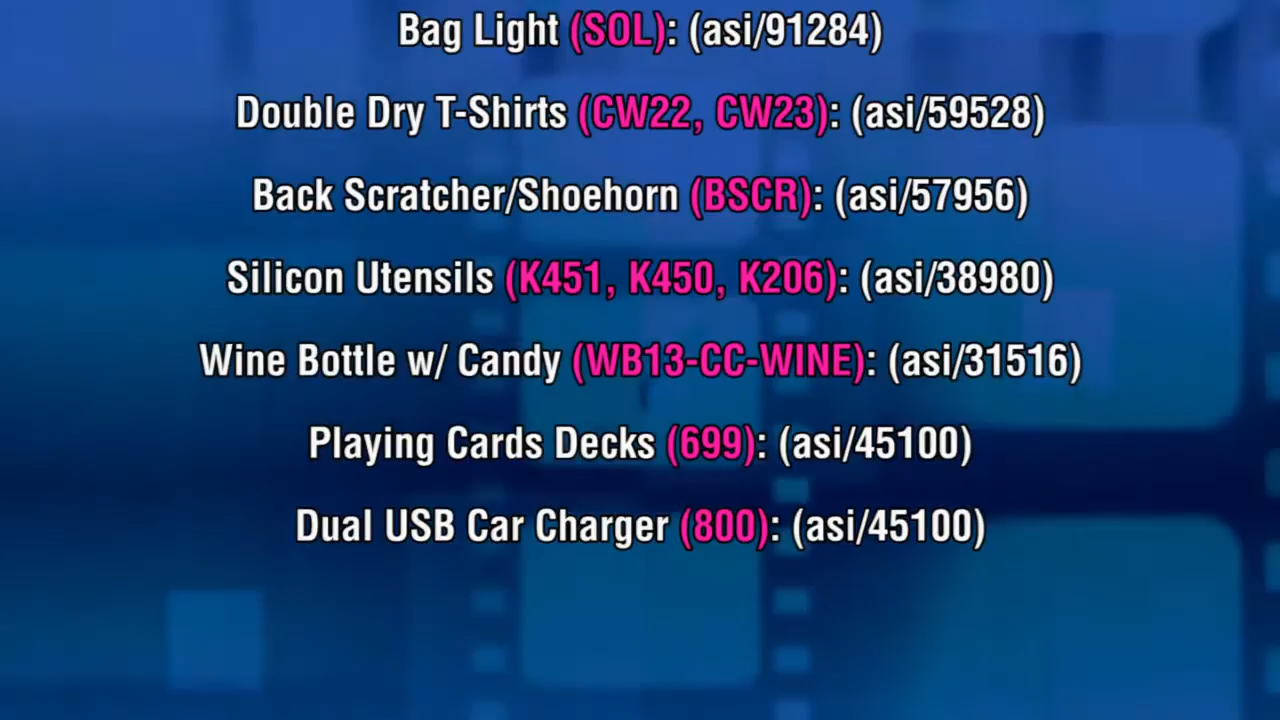 Bag Light (SOL): (asi/91284)
Double Dry T-Shirts (CW22, CW23): (asi/59528)
Back Scratcher/Shoehorn (BSCR): (asi/57956)
Silicon Utensils (K451, K450, K206): (asi/38980)
Wine Bottle w/ Candy (WB13-CC-WINE): (asi/31516)
Playing Cards Decks (699): (asi/45100)
Dual USB Car Charger (800): (asi/45100)